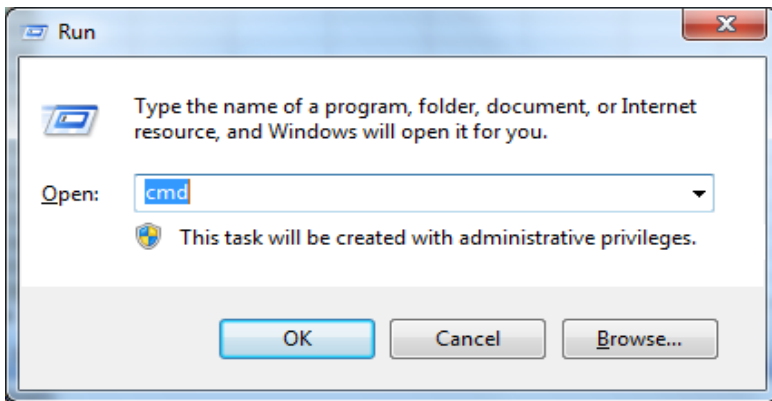 Run
Type the name of a program, folder, document, or Internet
resource, and Windows will open it for you.
Open: cmd
This task will be created with administrative privileges.
OK Cancel Browse...